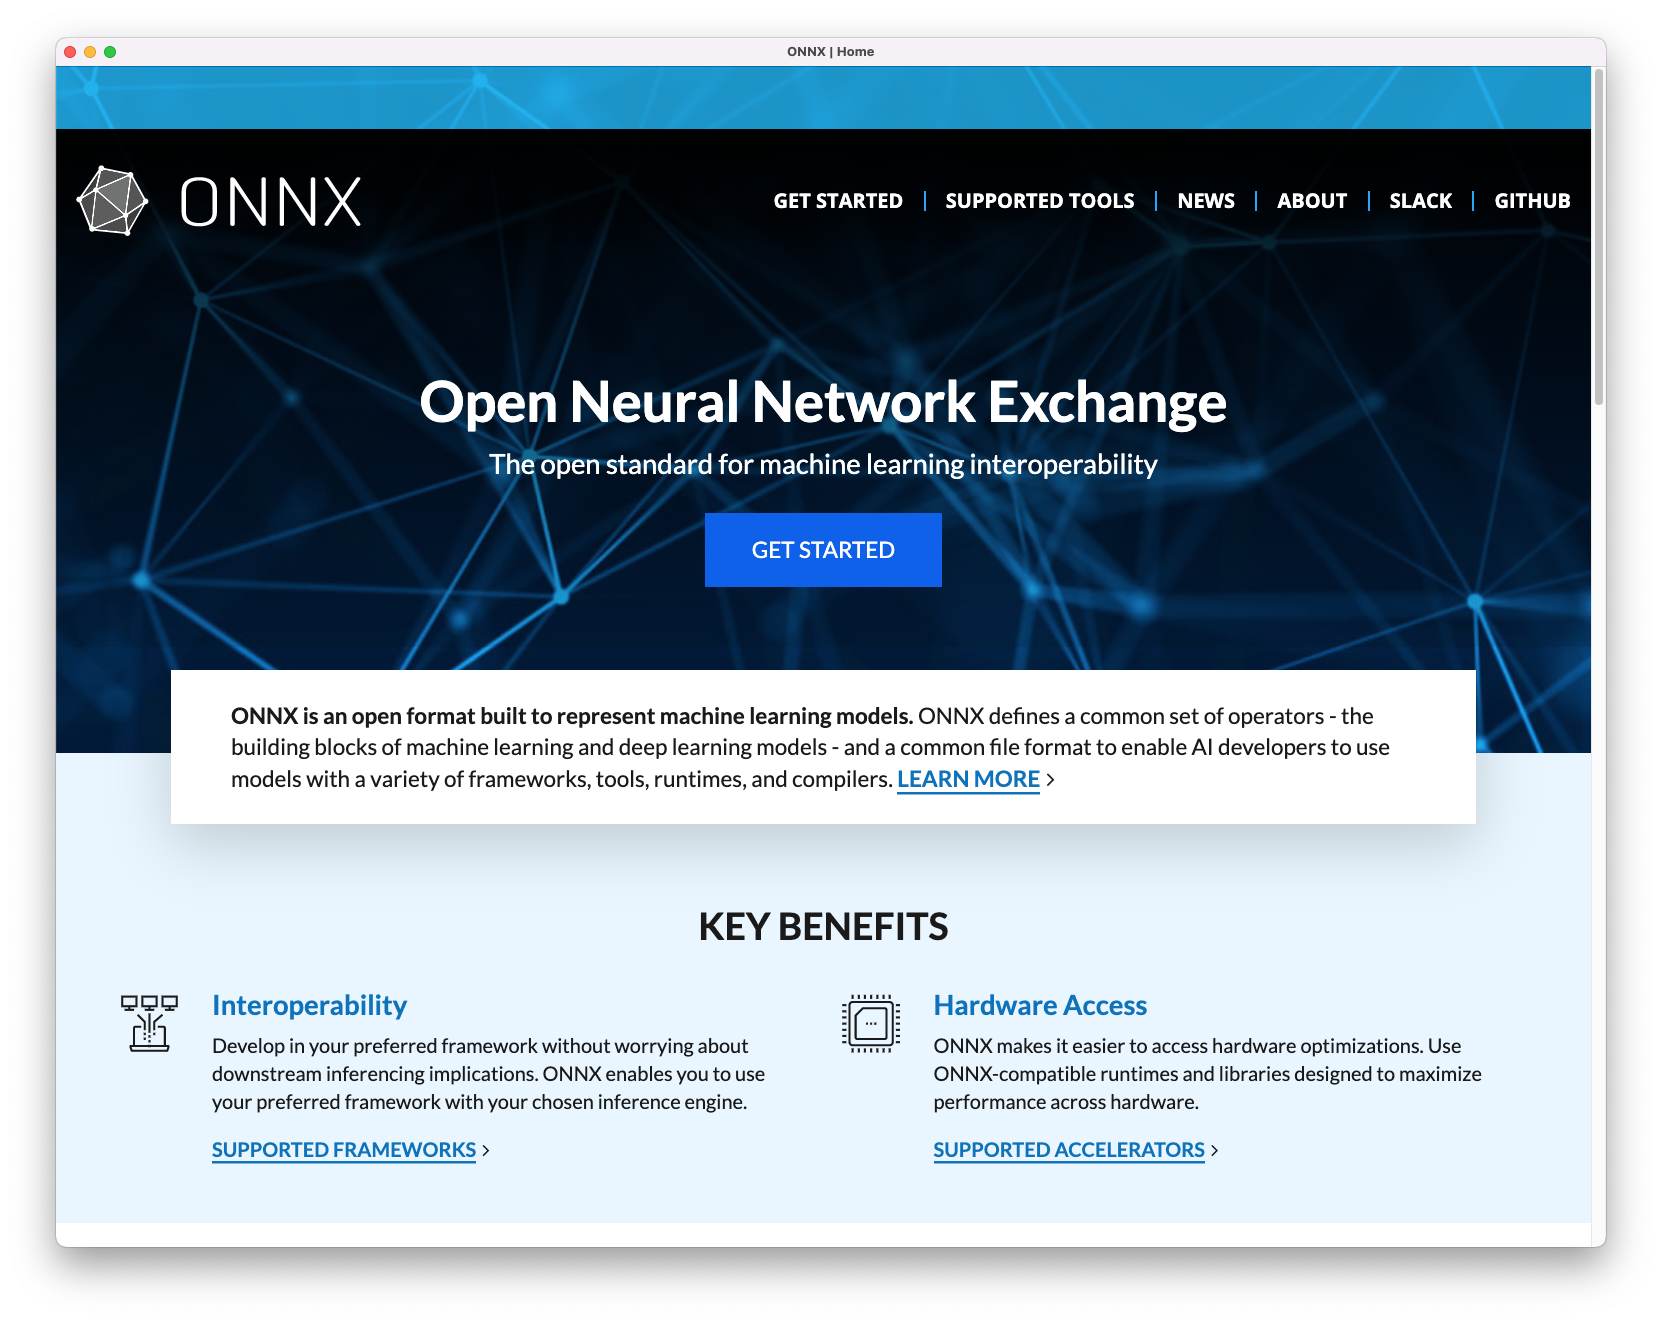 ONNX | Home
ONNX
GET STARTED | SUPPORTED TOOLS | NEWS | ABOUT | SLACK | GITHUB
Open Neural Network Exchange
The open standard for machine learning interoperability
GET STARTED
ONNX is an open format built to represent machine learning models. ONNX defines a common set of operators - the
building blocks of machine learning and deep learning models - and a common file format to enable AI developers to use
models with a variety of frameworks, tools, runtimes, and compilers. LEARN MORE >
KEY BENEFITS
Interoperability
Develop in your preferred framework without worrying about
downstream inferencing implications. ONNX enables you to use
your preferred framework with your chosen inference engine.
SUPPORTED FRAMEWORKS >
Hardware Access
ONNX makes it easier to access hardware optimizations. Use
ONNX-compatible runtimes and libraries designed to maximize
performance across hardware.
SUPPORTED ACCELERATORS >